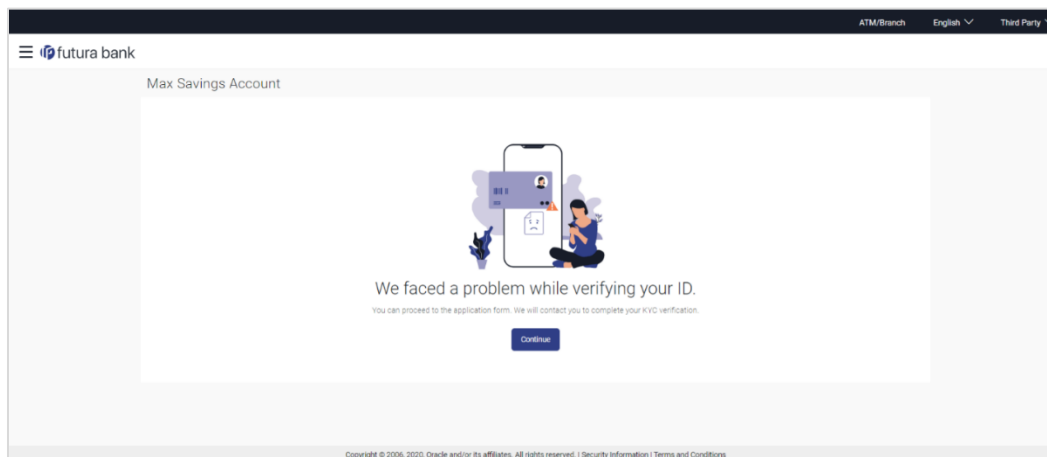 ATM/Branch English Third Party
futura bank
Max Savings Account
We faced a problem while verifying your ID.
You can proceed to the application form. We will contact you to complete your KYC verification.
Continue
Copyright © 2006, 2020, Oracle and/or its affiliates. All rights reserved. | Security Information | Terms and Conditions